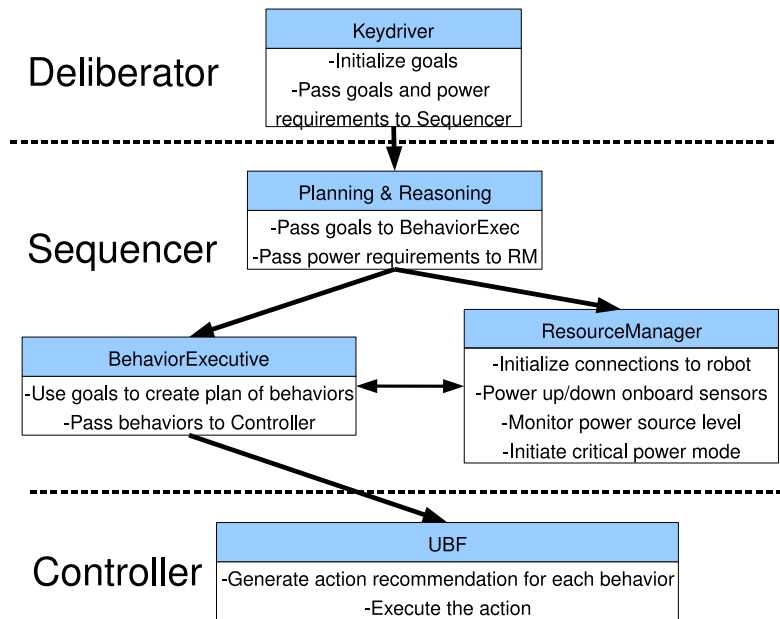 Keydriver
Deliberator
-Initialize goals
-Pass goals and power
requirements to Sequencer
Planning & Reasoning
Sequencer
-Pass goals to BehaviorExec
-Pass power requirements to RM
BehaviorExecutive
-Use goals to create plan of behaviors
-Pass behaviors to Controller
ResourceManager
-Initialize connections to robot
-Power up/down onboard sensors
-Monitor power source level
-Initiate critical power mode
Controller
UBF
-Generate action recommendation for each behavior
-Execute the action